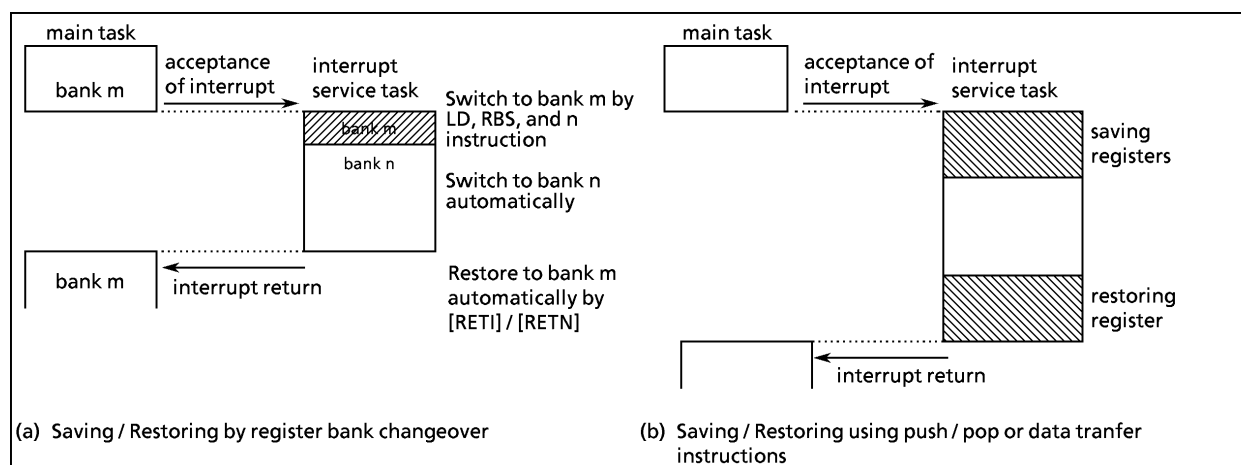 main task
bank m
acceptance
of interrupt
interrupt
service task
bank m
bank n
Switch to bank m by
LD, RBS, and n
instruction
Switch to bank n
automatically
bank m
interrupt return
Restore to bank m
automatically by
[RETI] / [RETN]
(a) Saving / Restoring by register bank changeover
main task
acceptance of
interrupt
interrupt
service task
saving
registers
restoring
register
interrupt return
(b) Saving / Restoring using push / pop or data tranfer
instructions